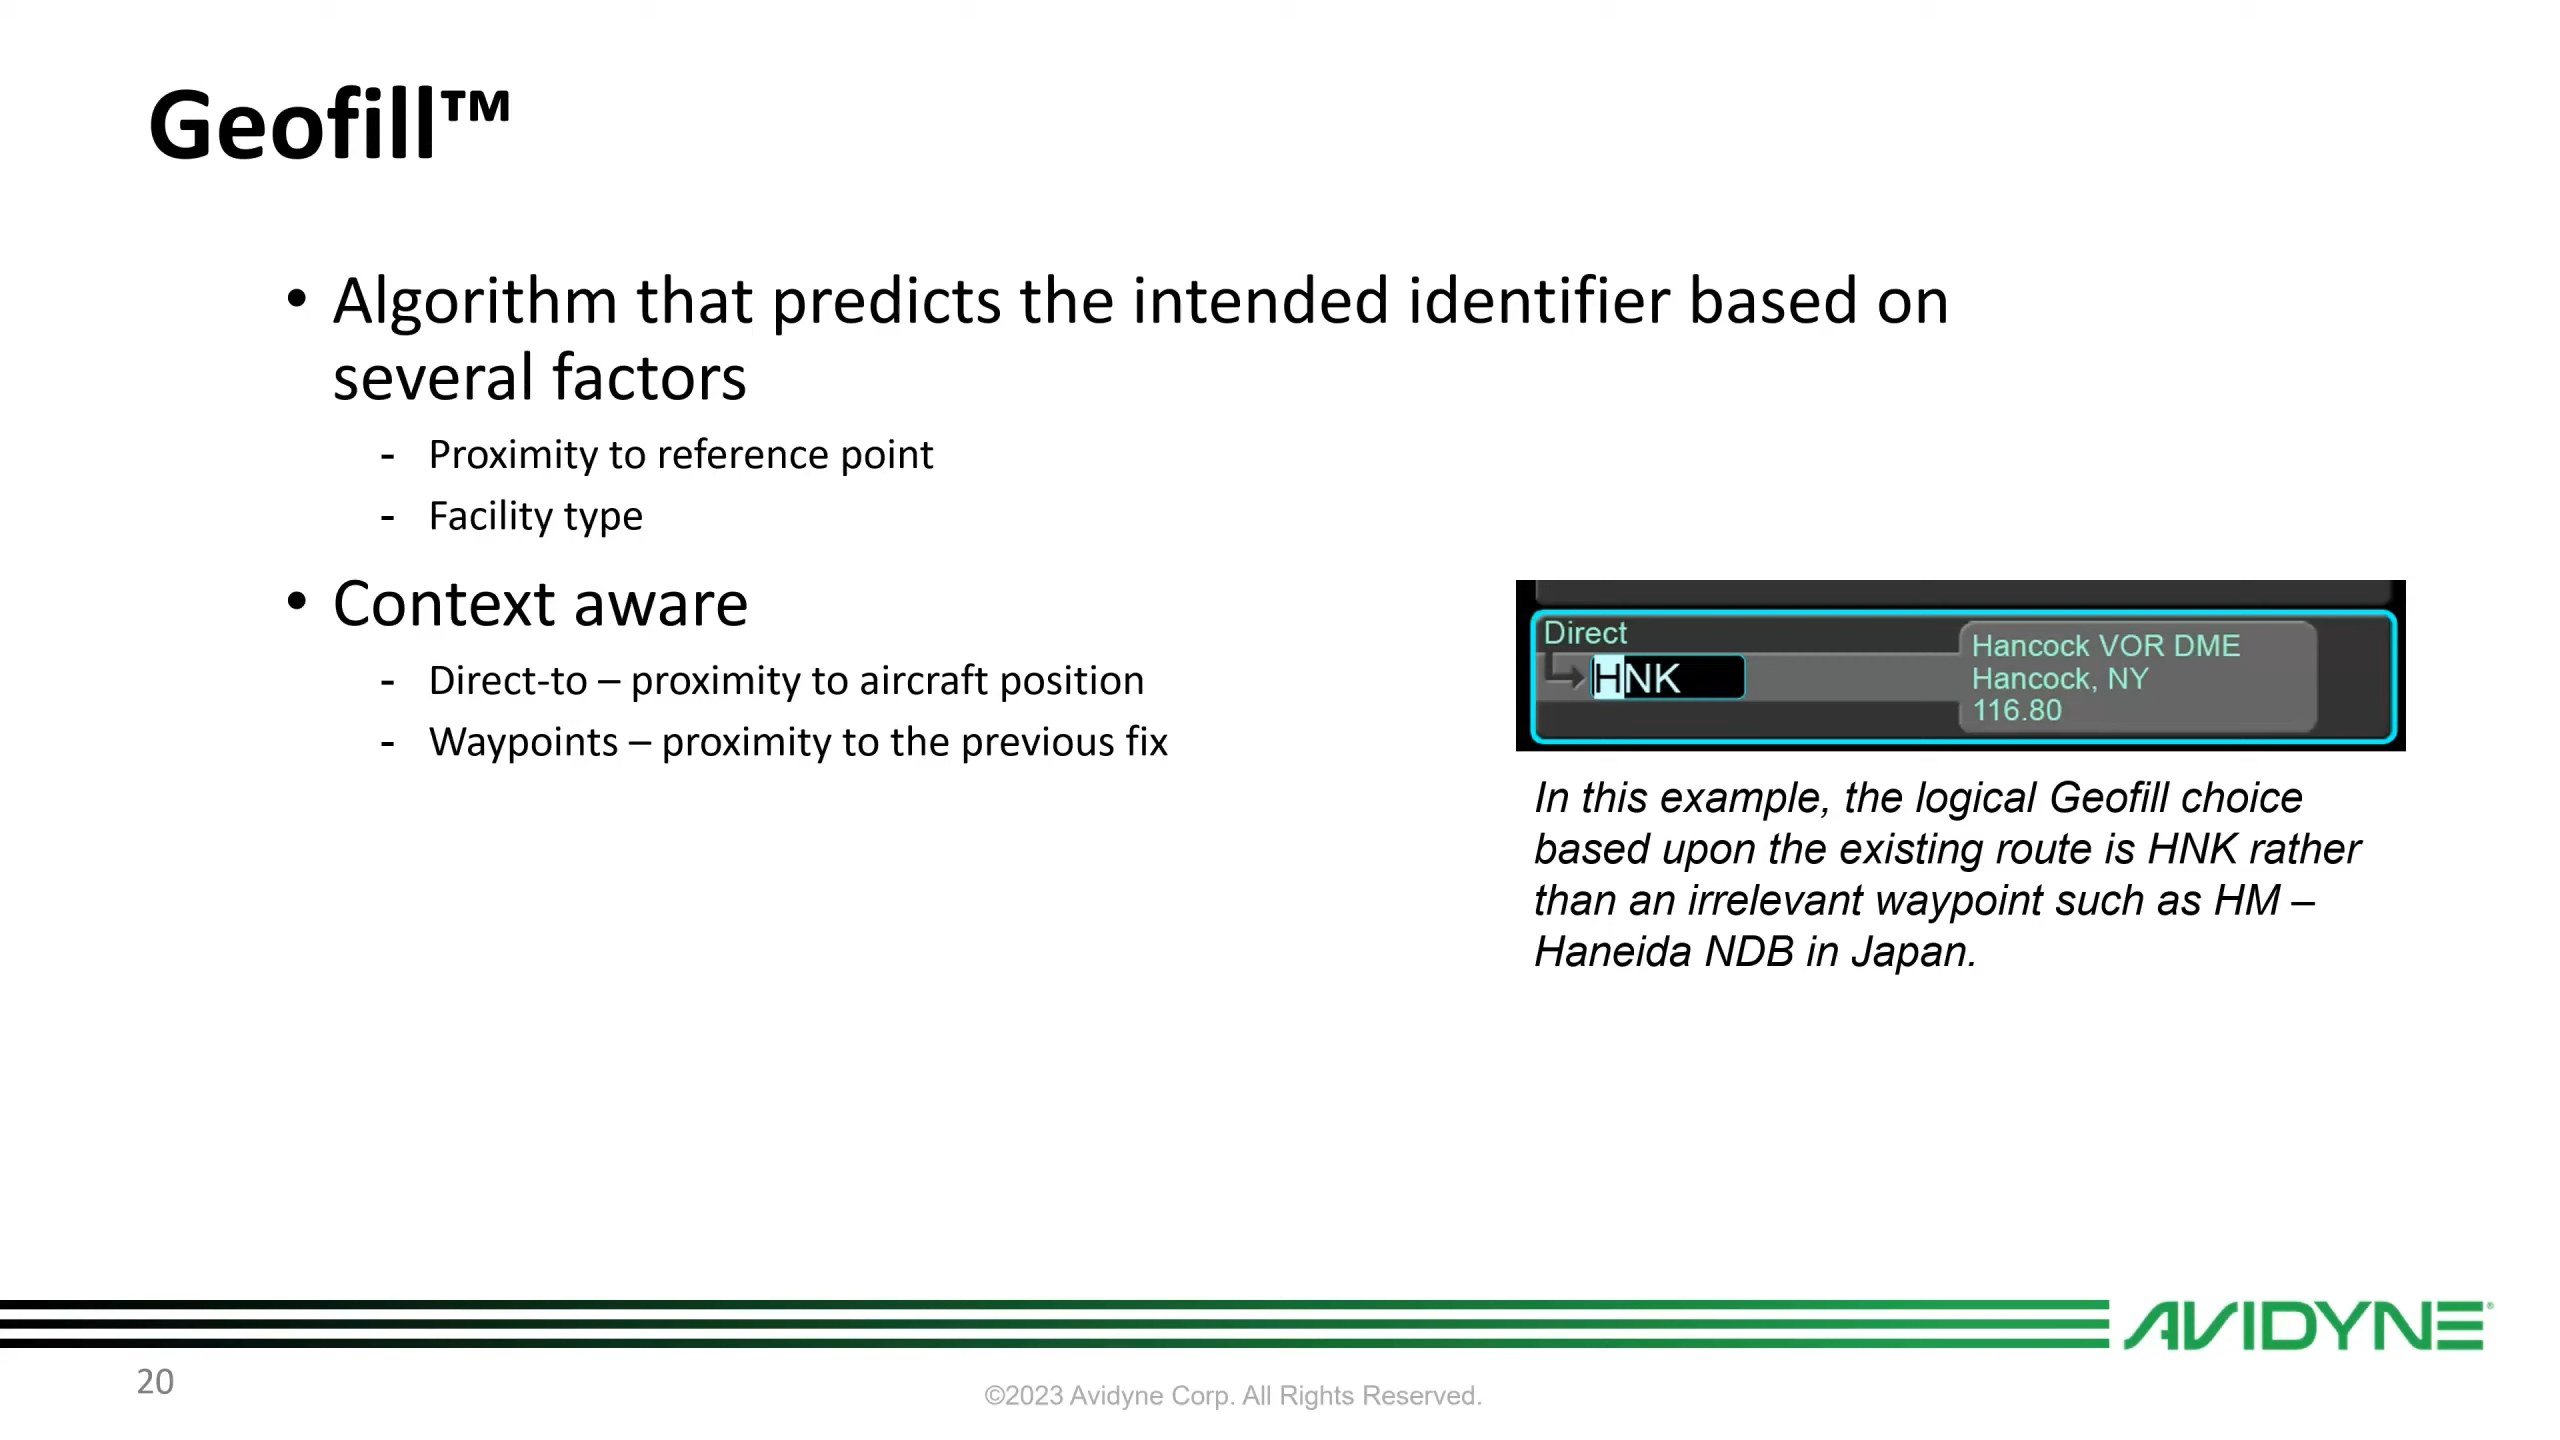 Geofill™
• Algorithm that predicts the intended identifier based on
several factors
- Proximity to reference point
- Facility type
• Context aware
- Direct-to – proximity to aircraft position
- Waypoints – proximity to the previous fix
Direct
HNK
Hancock VOR DME
Hancock, NY
116.80
In this example, the logical Geofill choice
based upon the existing route is HNK rather
than an irrelevant waypoint such as HM –
Haneida NDB in Japan.
AVIDYNE®
20
©2023 Avidyne Corp. All Rights Reserved.